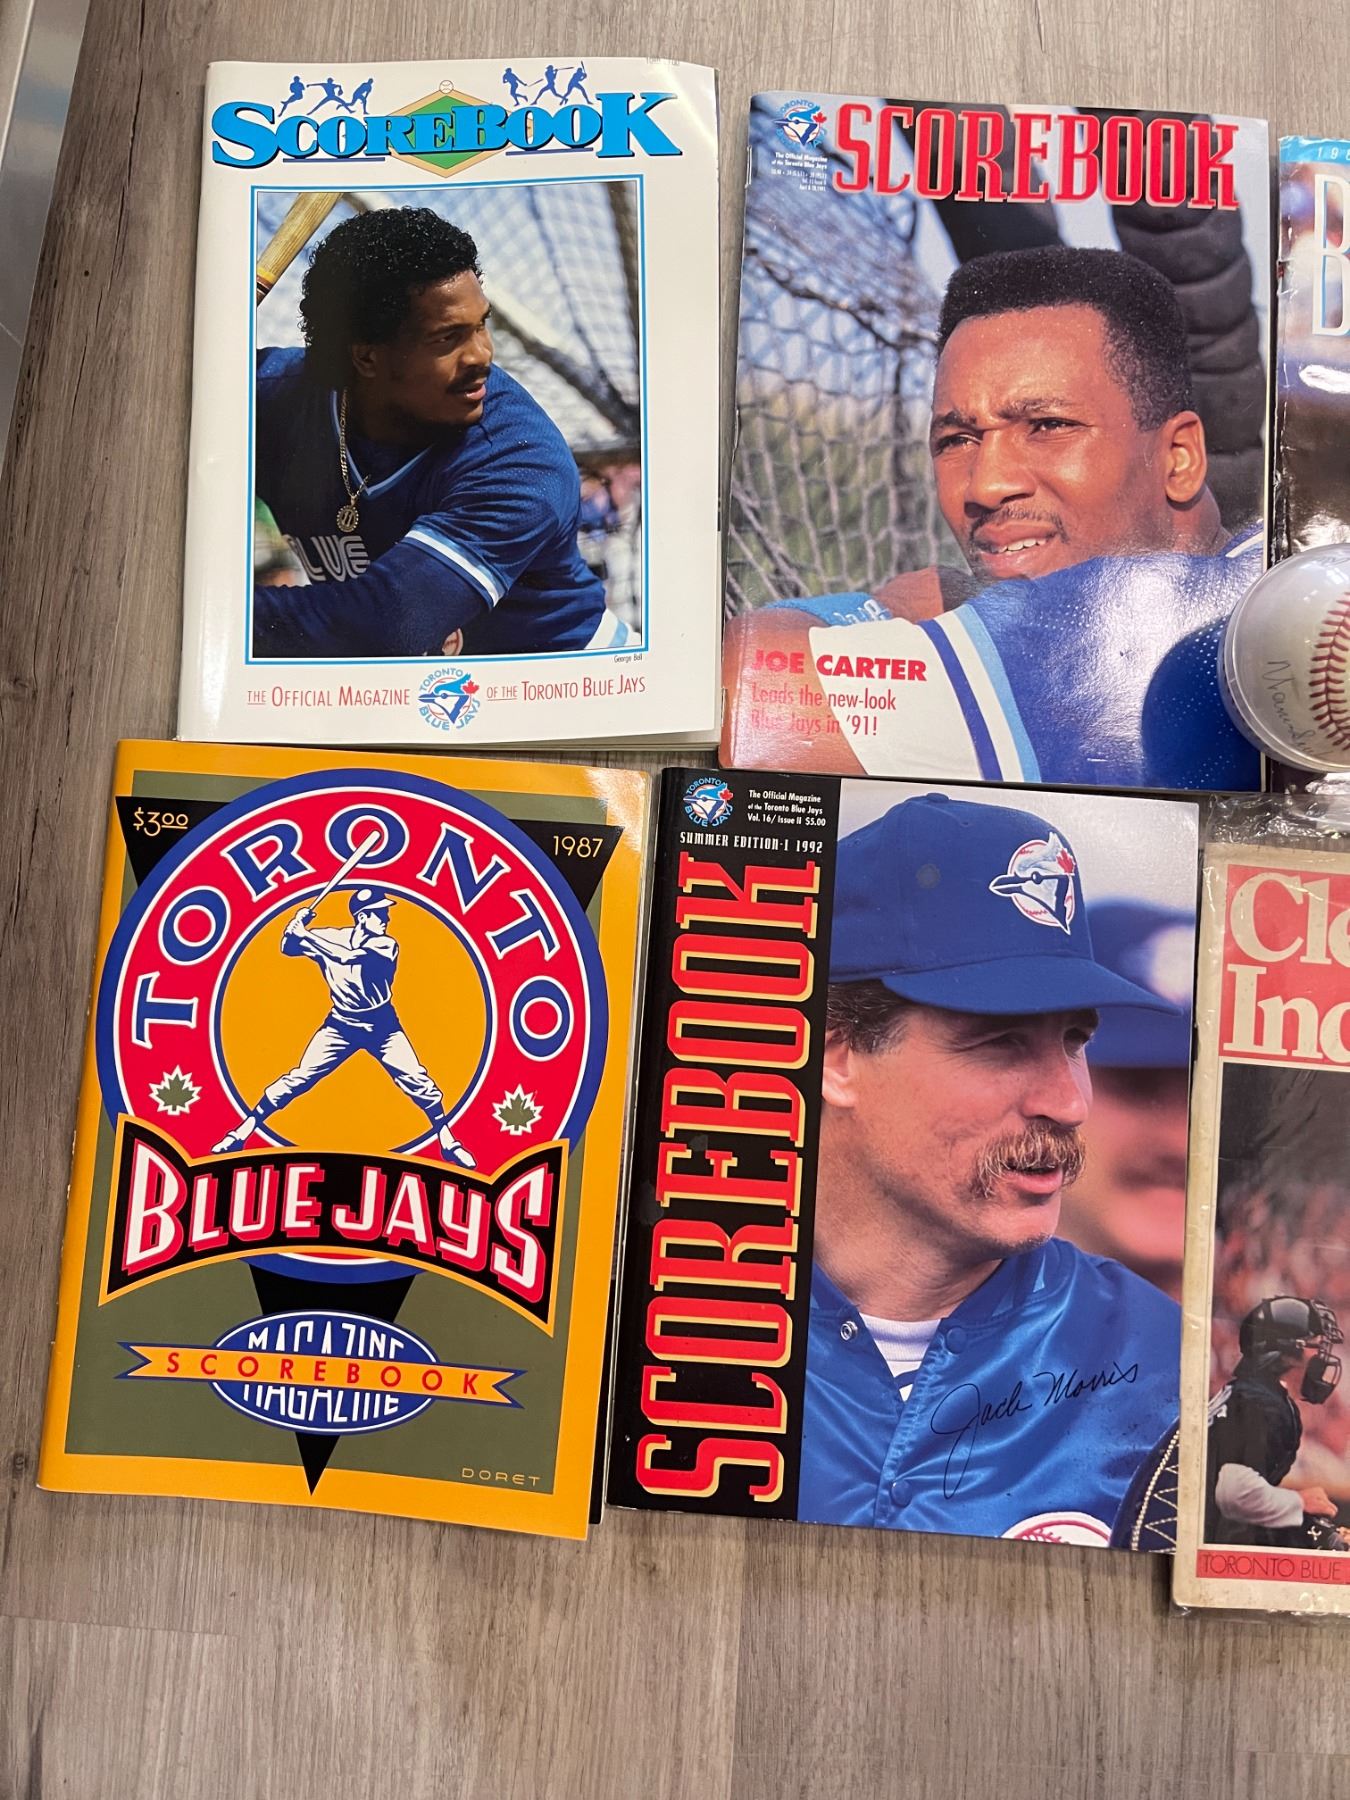 SCOREBOOK
BLUE
George Bell
THE OFFICIAL MAGAZINE
TORONTO
BLUE JAYS
OF THE TORONTO BLUE JAYS
TORONTO
SCOREBOOK
The Official Magazine
of the Toronto Blue Jays
JOE CARTER
Leads the new-look
Blue Jays in '91!
$3.00
1987
TORONTO
BLUE JAYS
MAGAZINE
SCOREBOOK
MAGAZINE
DORET
TORONTO
BLUE JAYS
The Official Magazine
of the Toronto Blue Jays
Vol. 16/ Issue II $5.00
SUMMER EDITION·1 1992
SCOREBOOK
Jack Morris
B
B
Cle
Ind
TORONTO BLUE